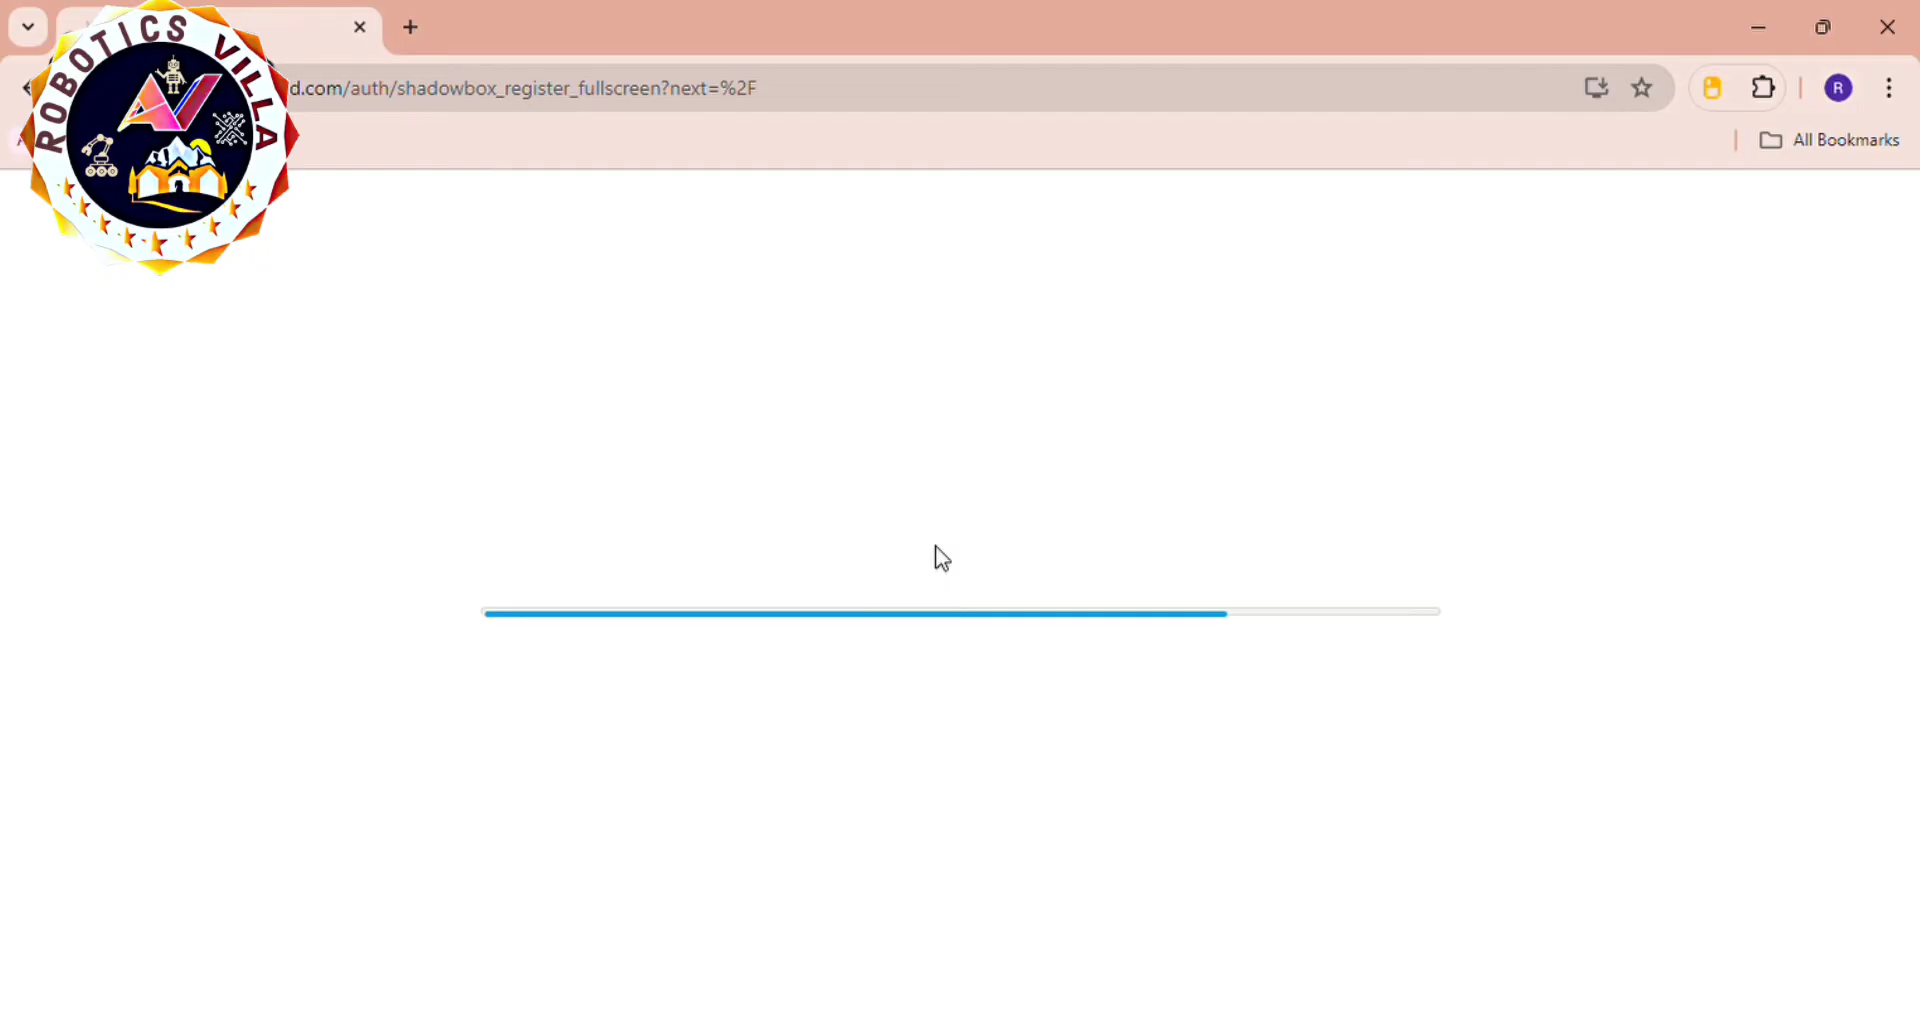 ROBOTICS VILLA
d.com/auth/shadowbox_register_fullscreen?next=%2F
R
All Bookmarks